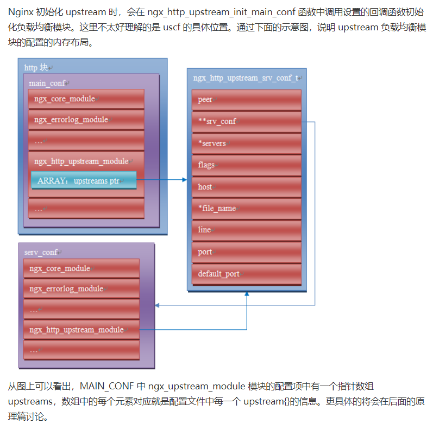 Nginx 初始化 upstream 时，会在 ngx_http_upstream_init_main_conf 函数中调用设置的回调函数初始
化负载均衡模块。这里不太好理解的是 uscf 的具体位置。通过下面的示意图，说明 upstream 负载均衡模
块的配置的内存布局。
http 块
main_conf
ngx_core_module
ngx_errorlog_module
…
ngx_http_upstream_module
ARRAY：upstreams ptr
…
ngx_http_upstream_srv_conf_t
peer
**srv_conf
*servers
flags
host
*file_name
line
port
default_port
serv_conf
ngx_core_module
ngx_errorlog_module
…
ngx_http_upstream_module
…
从图上可以看出，MAIN_CONF 中 ngx_upstream_module 模块的配置项中有一个指针数组
upstreams，数组中的每个元素对应就是配置文件中每一个 upstream{}的信息。更具体的将会在后面的原
理篇讨论。